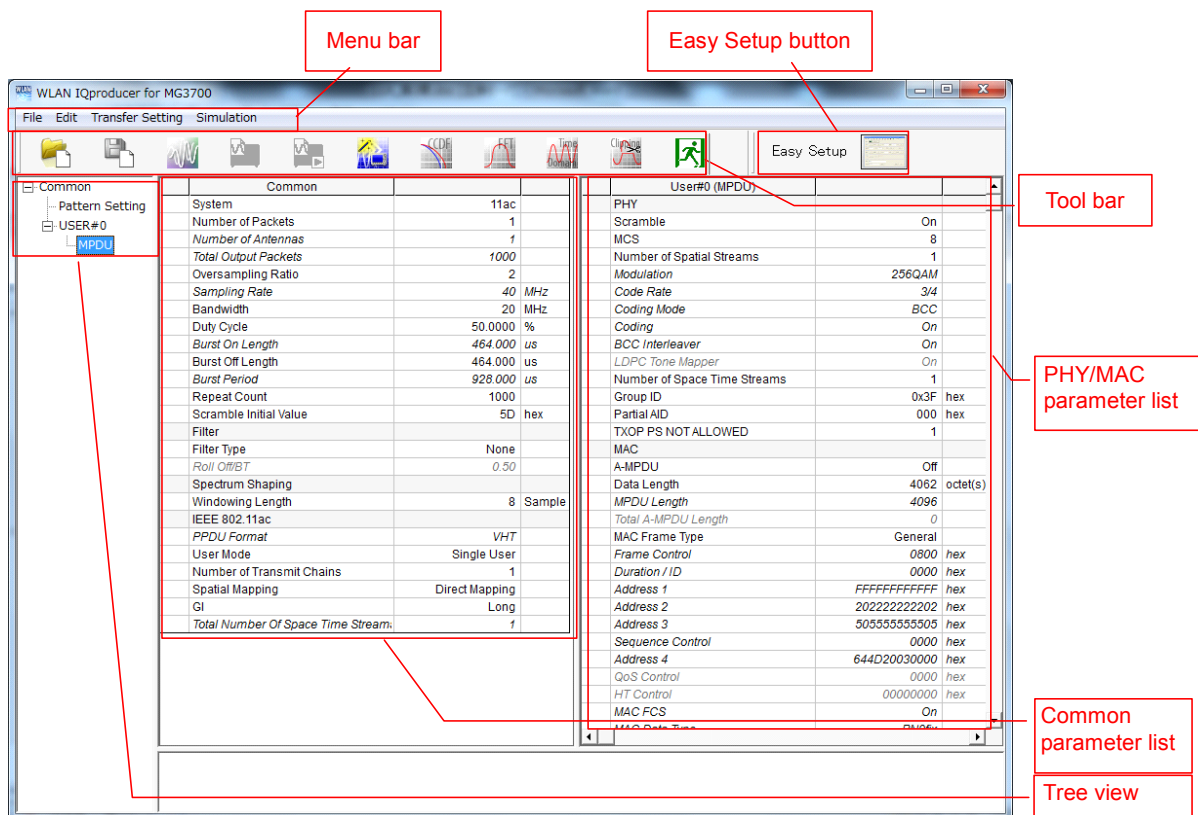 Menu bar
Easy Setup button
WLAN IQproducer for MG3700
File Edit Transfer Setting Simulation
CCDF FFT Time Domain Clipping
Easy Setup
Tool bar
Common
Pattern Setting
USER#0
MPDU
Common
System 11ac
Number of Packets 1
Number of Antennas 1
Total Output Packets 1000
Oversampling Ratio 2
Sampling Rate 40 MHz
Bandwidth 20 MHz
Duty Cycle 50.0000 %
Burst On Length 464.000 us
Burst Off Length 464.000 us
Burst Period 928.000 us
Repeat Count 1000
Scramble Initial Value 5D hex
Filter
Filter Type None
Roll Off/BT 0.50
Spectrum Shaping
Windowing Length 8 Sample
IEEE 802.11ac
PPDU Format VHT
User Mode Single User
Number of Transmit Chains 1
Spatial Mapping Direct Mapping
GI Long
Total Number Of Space Time Stream 1
User#0 (MPDU)
PHY
Scramble On
MCS 8
Number of Spatial Streams 1
Modulation 256QAM
Code Rate 3/4
Coding Mode BCC
Coding On
BCC Interleaver On
LDPC Tone Mapper On
Number of Space Time Streams 1
Group ID 0x3F hex
Partial AID 000 hex
TXOP PS NOT ALLOWED 1
MAC
A-MPDU Off
Data Length 4062 octet(s)
MPDU Length 4096
Total A-MPDU Length 0
MAC Frame Type General
Frame Control 0800 hex
Duration / ID 0000 hex
Address 1 FFFFFFFFFFFF hex
Address 2 202222222202 hex
Address 3 505555555505 hex
Sequence Control 0000 hex
Address 4 644D20030000 hex
QoS Control 0000 hex
HT Control 00000000 hex
MAC FCS On
MAC Data Type PN9fix
PHY/MAC
parameter list
Common
parameter list
Tree view